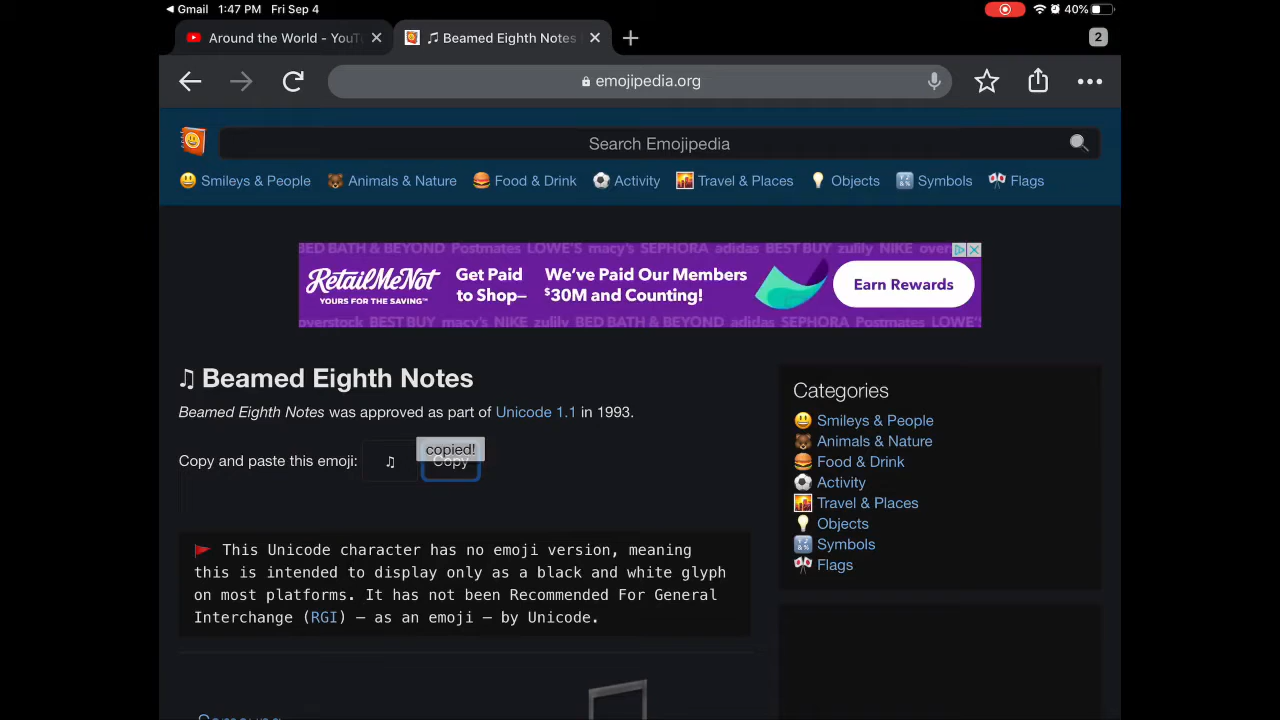 Gmail 1:47 PM Fri Sep 4 40%
Around the World - YouT
♫ Beamed Eighth Notes
2
emojipedia.org
Search Emojipedia
Smileys & People Animals & Nature Food & Drink Activity Travel & Places Objects Symbols Flags
BED BATH & BEYOND Postmates LOWE'S macy's SEPHORA adidas BEST BUY zulily NIKE over
RetailMeNot
YOURS FOR THE SAVING™
Get Paid
to Shop—
We've Paid Our Members
$30M and Counting!
Earn Rewards
overstock BEST BUY macy's NIKE zulily BED BATH & BEYOND adidas SEPHORA Postmates LOWE'
♫ Beamed Eighth Notes
Beamed Eighth Notes was approved as part of Unicode 1.1 in 1993.
copied!
Copy and paste this emoji: ♫ Copy
This Unicode character has no emoji version, meaning
this is intended to display only as a black and white glyph
on most platforms. It has not been Recommended For General
Interchange (RGI) — as an emoji — by Unicode.
Categories
Smileys & People
Animals & Nature
Food & Drink
Activity
Travel & Places
Objects
Symbols
Flags